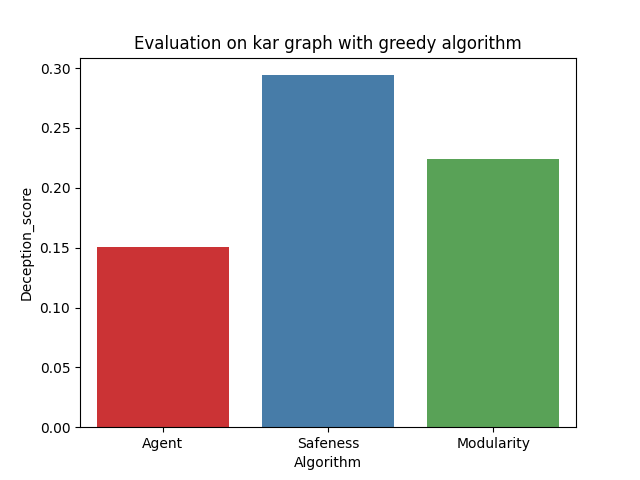 Evaluation on kar graph with greedy algorithm
0.30
0.25
0.20
0.15
0.10
0.05
0.00
Deception_score
Agent Safeness Modularity
Algorithm